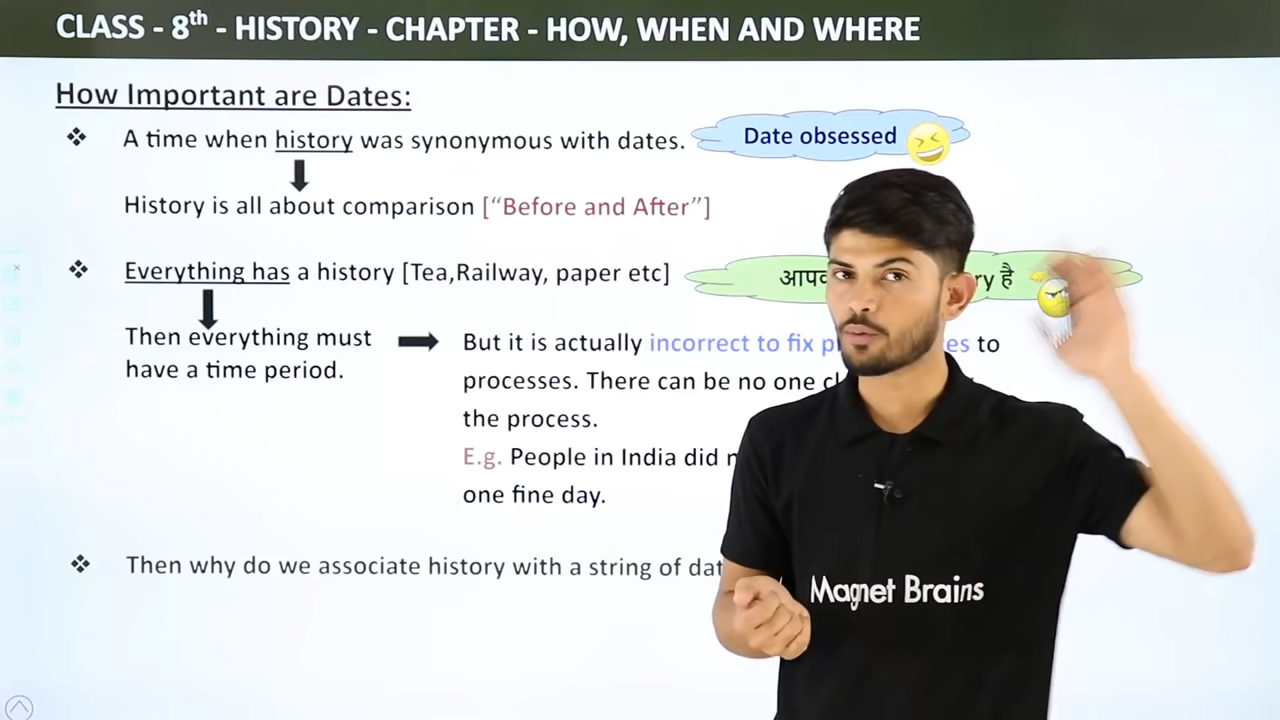 CLASS - 8th - HISTORY - CHAPTER - HOW, WHEN AND WHERE
How Important are Dates:
A time when history was synonymous with dates.
Date obsessed
History is all about comparison [“Before and After”]
Everything has a history [Tea,Railway, paper etc]
है
Then everything must
have a time period.
But it is actually incorrect to fix to
processes. There can be no one
the process.
E.g. People in India did
one fine day.
Then why do we associate history with a string of
Magnet Brains